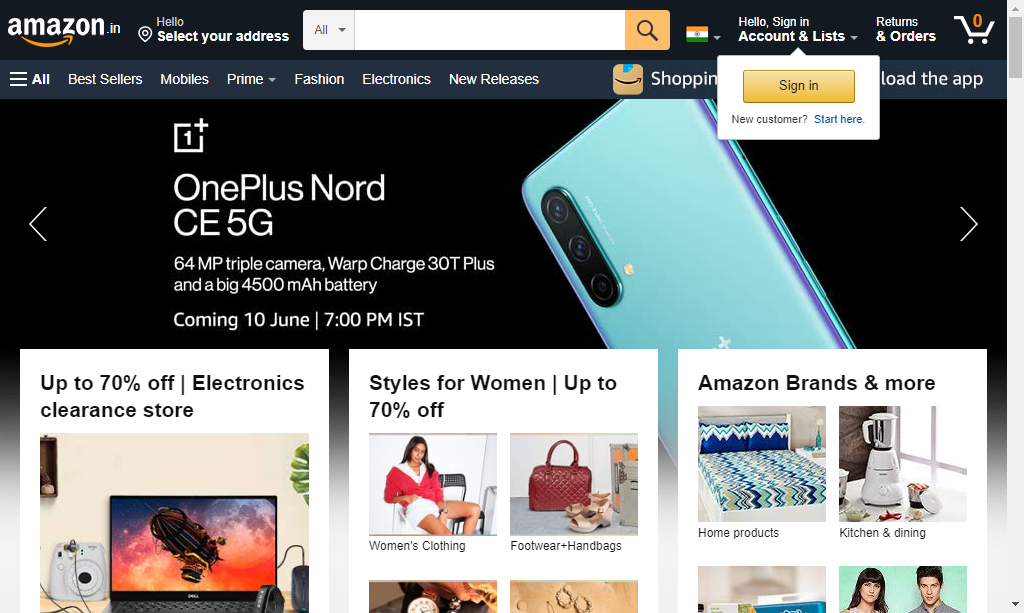 amazon.in
Hello
Select your address
All
0
Hello, Sign in
Account & Lists
Returns
& Orders
All
Best Sellers
Mobiles
Prime
Fashion
Electronics
New Releases
Shoppin
load the app
Sign in
New customer? Start here.
1+
OnePlus Nord
CE 5G
64 MP triple camera, Warp Charge 30T Plus
and a big 4500 mAh battery
Coming 10 June | 7:00 PM IST
Up to 70% off | Electronics
clearance store
DELL
Styles for Women | Up to
70% off
Women's Clothing
Footwear+Handbags
Amazon Brands & more
Home products
Kitchen & dining